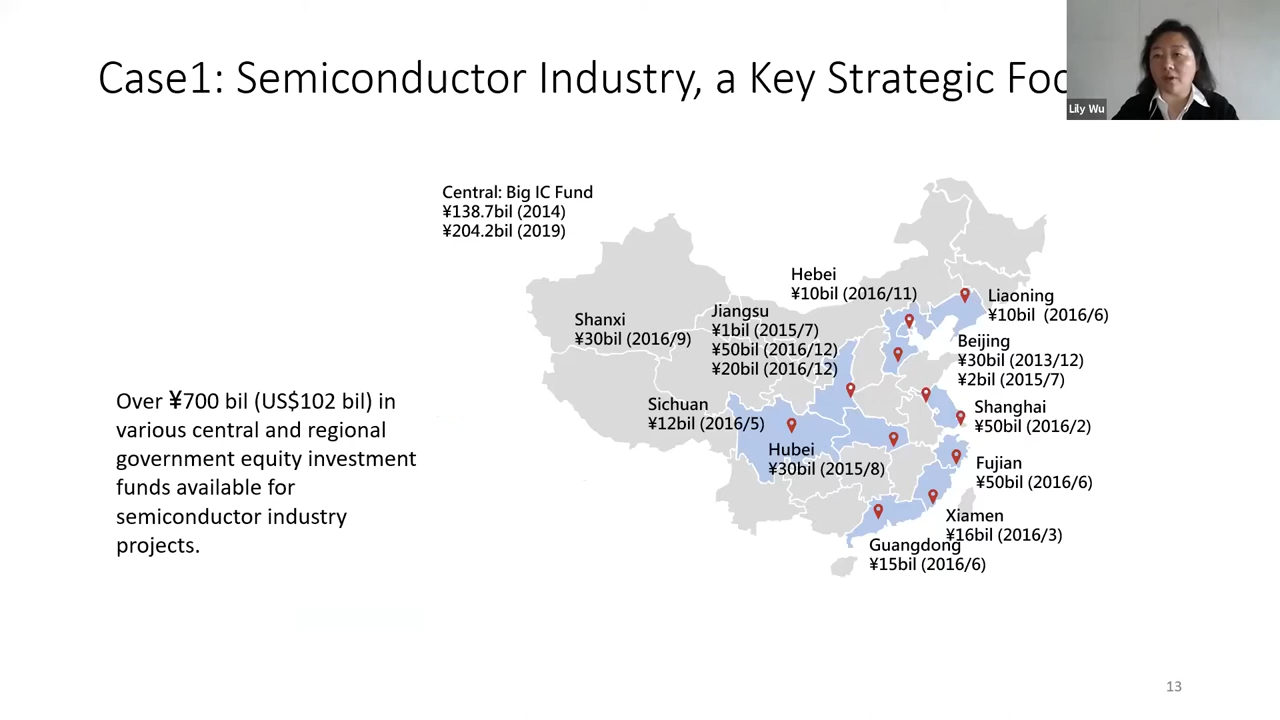 Case1: Semiconductor Industry, a Key Strategic Foc
Lily Wu
Central: Big IC Fund
¥138.7bil (2014)
¥204.2bil (2019)
Hebei
¥10bil (2016/11)
Liaoning
¥10bil (2016/6)
Jiangsu
¥1bil (2015/7)
¥50bil (2016/12)
¥20bil (2016/12)
Shanxi
¥30bil (2016/9)
Beijing
¥30bil (2013/12)
¥2bil (2015/7)
Sichuan
¥12bil (2016/5)
Shanghai
¥50bil (2016/2)
Hubei
¥30bil (2015/8)
Fujian
¥50bil (2016/6)
Xiamen
¥16bil (2016/3)
Guangdong
¥15bil (2016/6)
Over ¥700 bil (US$102 bil) in
various central and regional
government equity investment
funds available for
semiconductor industry
projects.
13